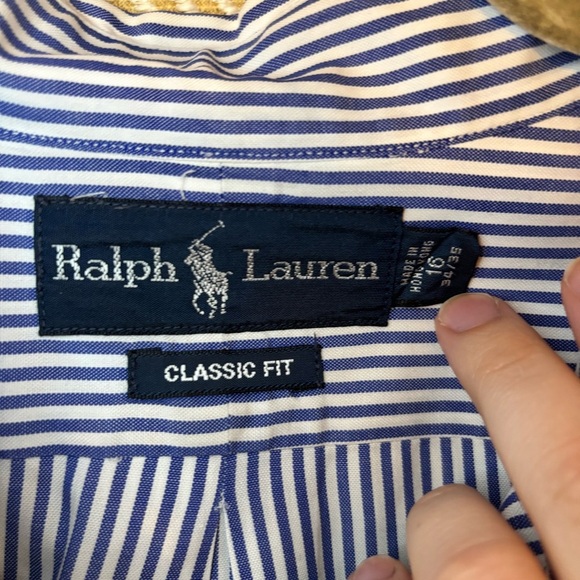 Ralph Lauren
MADE IN
HONG KONG
16
34/35
CLASSIC FIT